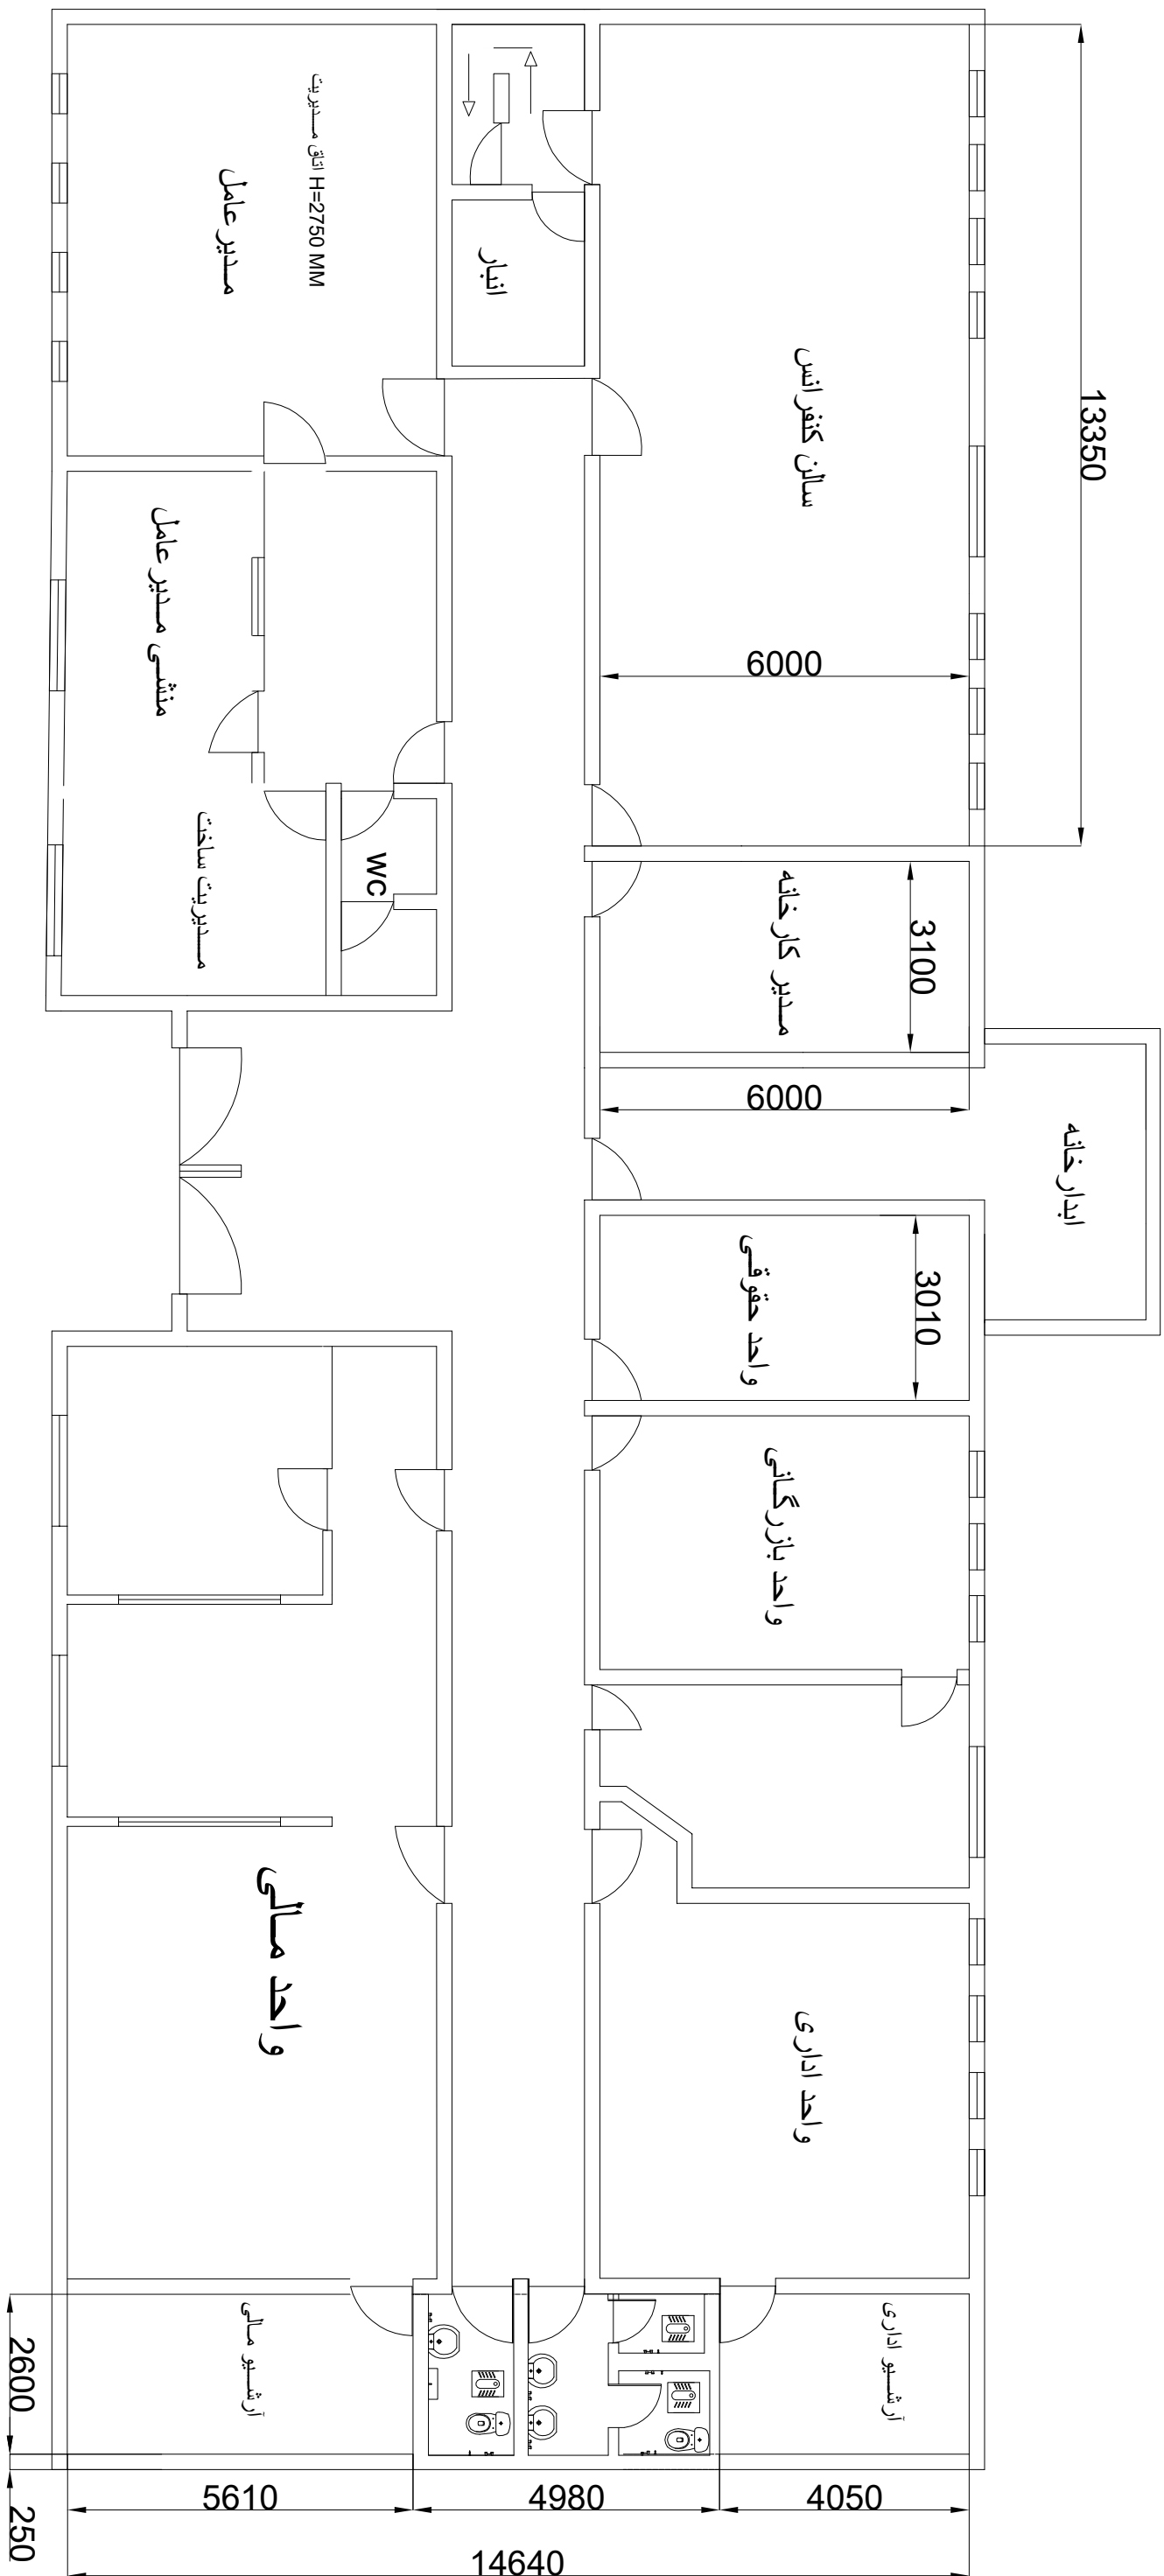 13350
6000
3100
6000
3010
2600
250
5610
4980
4050
14640
اتاق مدیریت H=2750 MM
مدیر عامل
انبار
سالن کنفرانس
منشی مدیر عامل
مدیریت ساخت
WC
مدیر کارخانه
ابدارخانه
واحد حقوقی
واحد بازرگانی
واحد مالی
واحد اداری
آرشیو مالی
آرشیو اداری